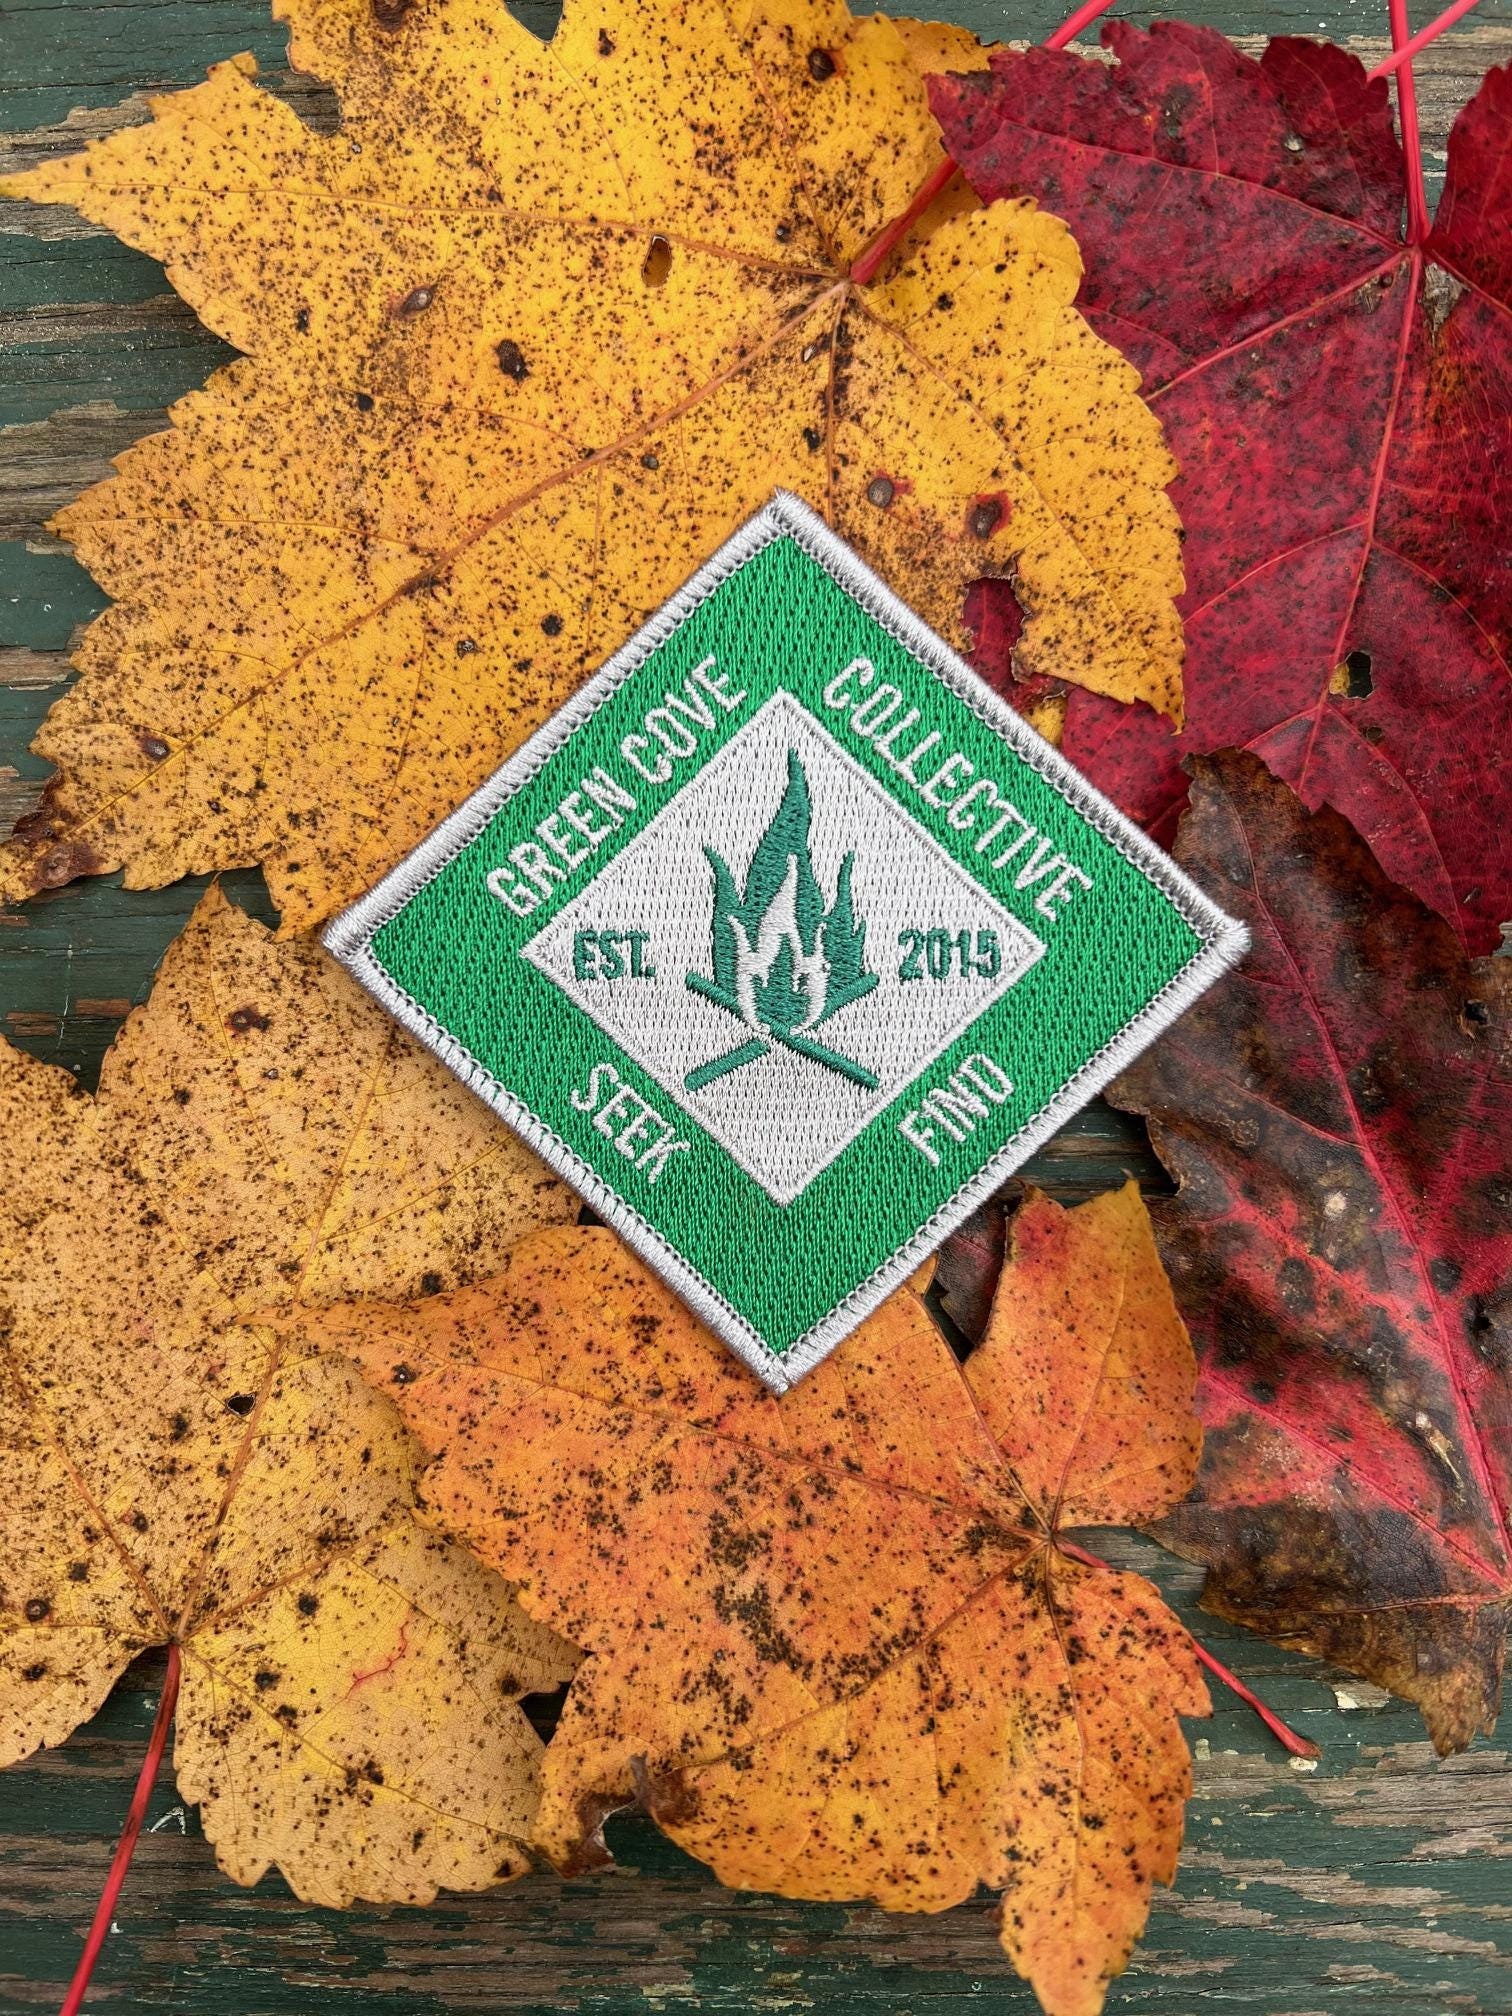 GREEN COVE
COLLECTIVE
EST.
2015
SEEK
FIND